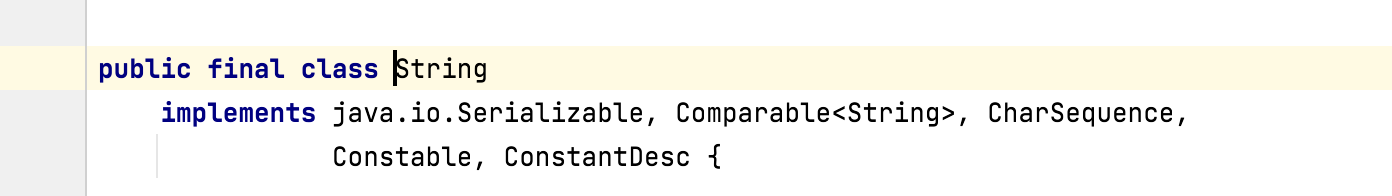 public final class String
implements java.io.Serializable, Comparable<String>, CharSequence,
Constable, ConstantDesc {